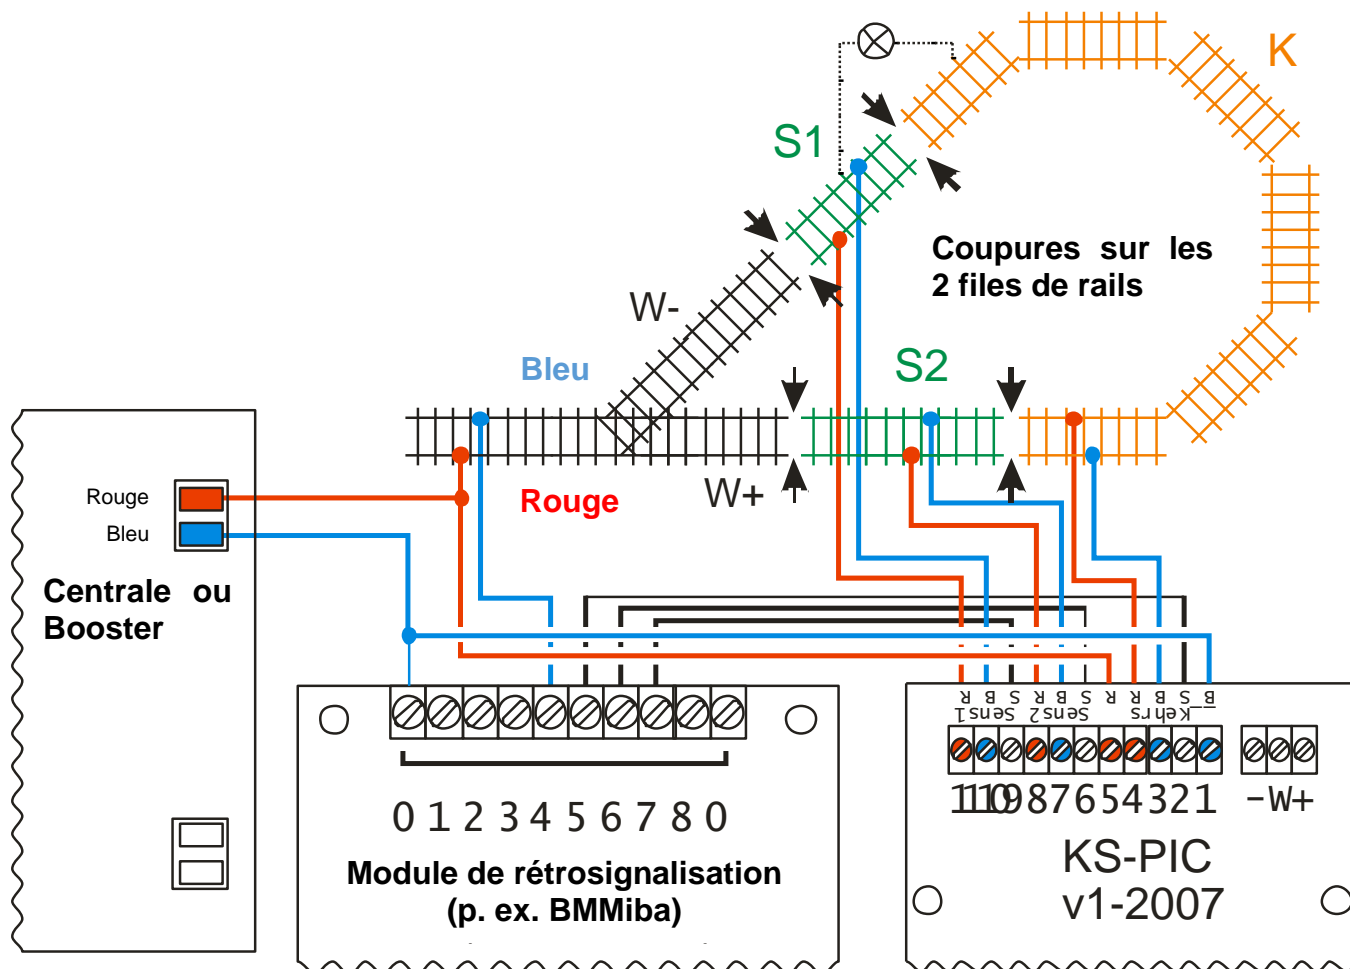 K
S1
Coupures sur les
2 files de rails
W-
Bleu
S2
W+
Rouge
Rouge
Bleu
Centrale ou
Booster
R B S R B S R R B S B
Sens1 Sens2 Kehrs
0 1 2 3 4 5 6 7 8 0
11 10 9 8 7 6 5 4 3 2 1
-W+
Module de rétrosignalisation
(p. ex. BMMiba)
KS-PIC
v1-2007